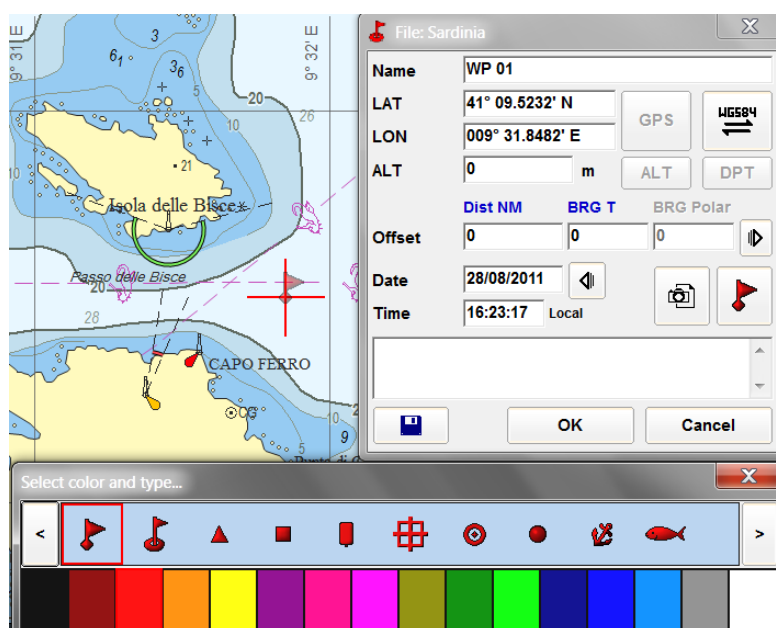 9° 31' E
9° 32' E
3
6₁
3₆
5
20
26
10
21
10
Isola delle Bisce
Passo delle Bisce
20
28
CAPO FERRO
CG
10
5
9
File: Sardinia
Name WP 01
LAT 41° 09.5232' N
LON 009° 31.8482' E
GPS
WGS84
ALT 0 m
ALT DPT
Dist NM BRG T BRG Polar
Offset 0 0 0
Date 28/08/2011
Time 16:23:17 Local
OK Cancel
Select color and type...
< >